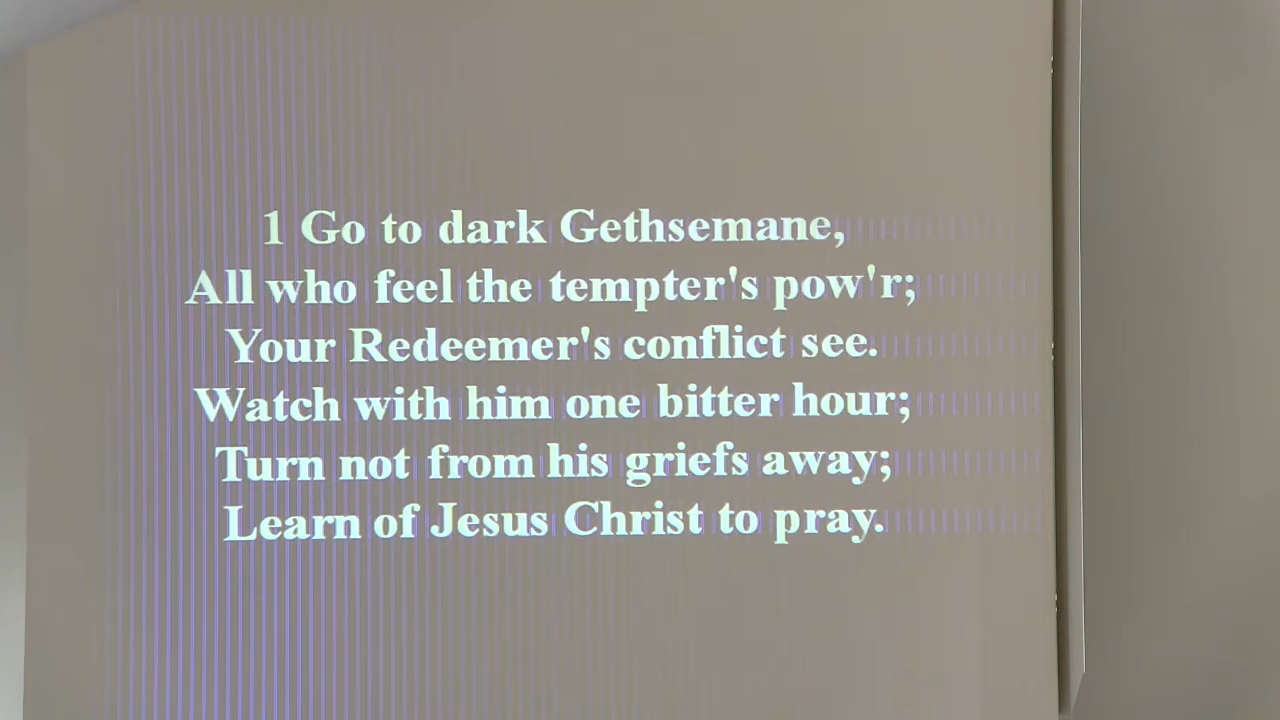 1 Go to dark Gethsemane,
All who feel the tempter's pow'r;
Your Redeemer's conflict see.
Watch with him one bitter hour;
Turn not from his griefs away;
Learn of Jesus Christ to pray.